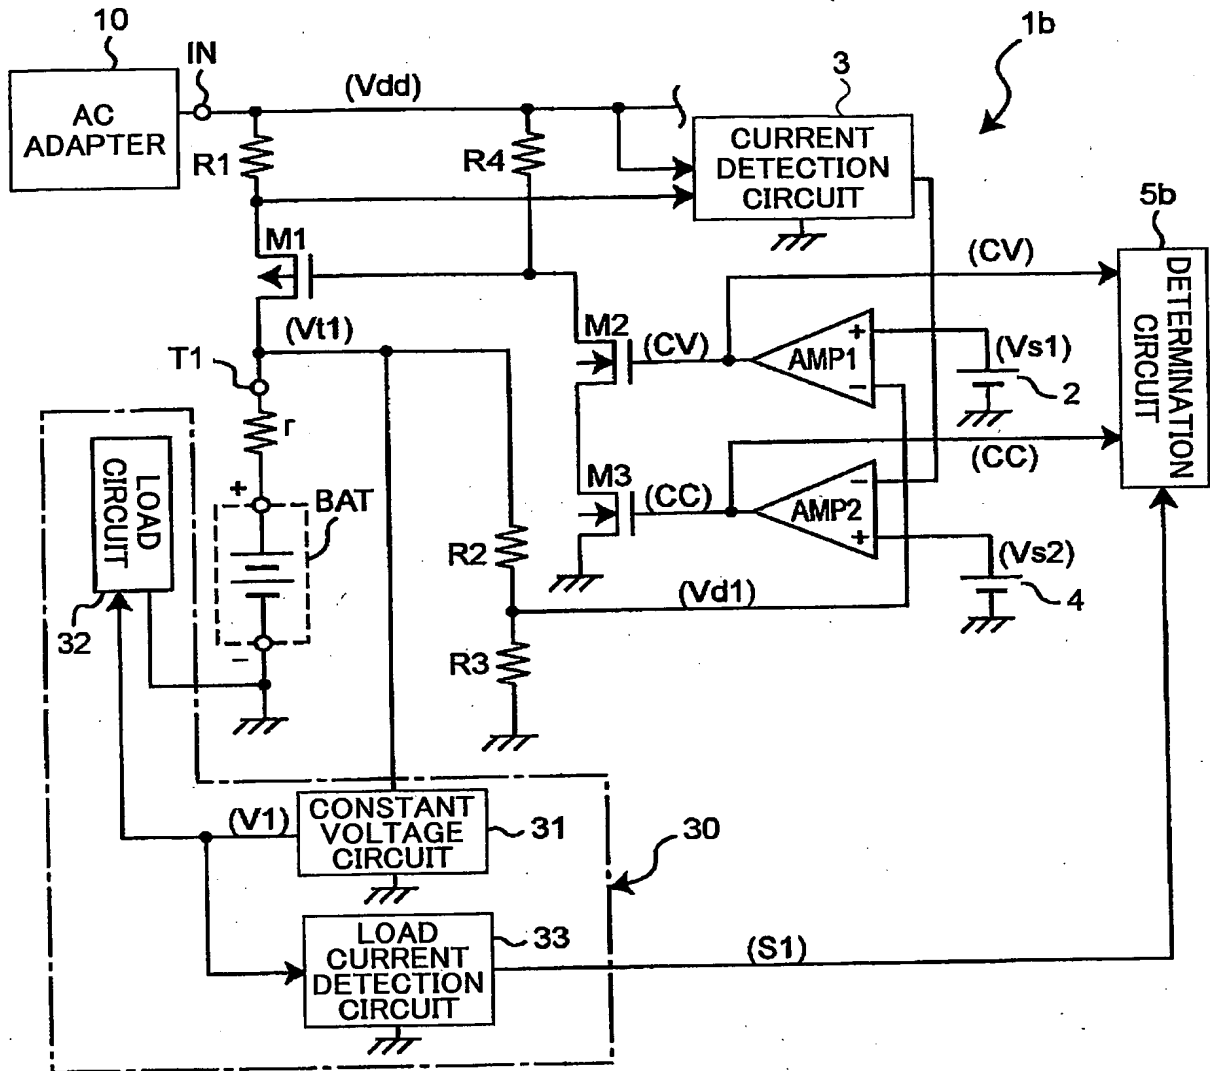 10
IN
1b
AC
ADAPTER
(Vdd)
3
R1
R4
CURRENT
DETECTION
CIRCUIT
5b
M1
(CV)
DETERMINATION
CIRCUIT
(Vt1)
M2
(CV)
+
AMP1
−
(Vs1)
2
T1
r
LOAD
CIRCUIT
+
BAT
M3
(CC)
−
AMP2
+
(CC)
(Vs2)
4
R2
(Vd1)
32
−
R3
(V1)
CONSTANT
VOLTAGE
CIRCUIT
31
30
LOAD
CURRENT
DETECTION
CIRCUIT
33
(S1)